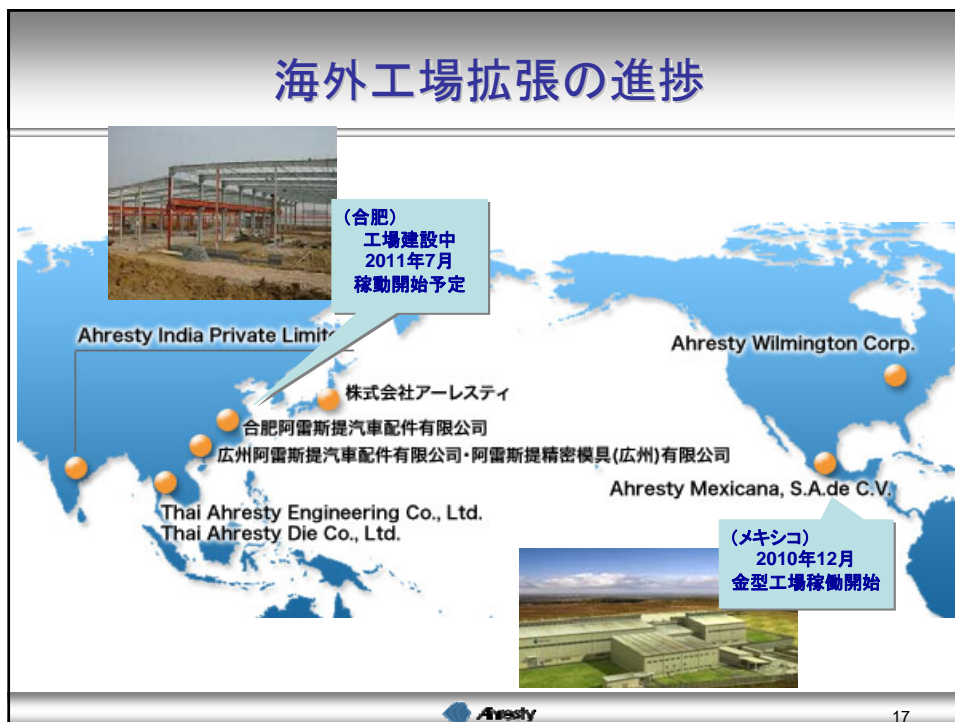 海外工場拡張の進捗
(合肥)
工場建設中
2011年7月
稼動開始予定
Ahresty India Private Limite
Ahresty Wilmington Corp.
株式会社アーレスティ
合肥阿雷斯提汽車配件有限公司
広州阿雷斯提汽車配件有限公司・阿雷斯提精密模具(広州)有限公司
Ahresty Mexicana, S.A.de C.V.
Thai Ahresty Engineering Co., Ltd.
Thai Ahresty Die Co., Ltd.
(メキシコ)
2010年12月
金型工場稼働開始
Ahresty
17